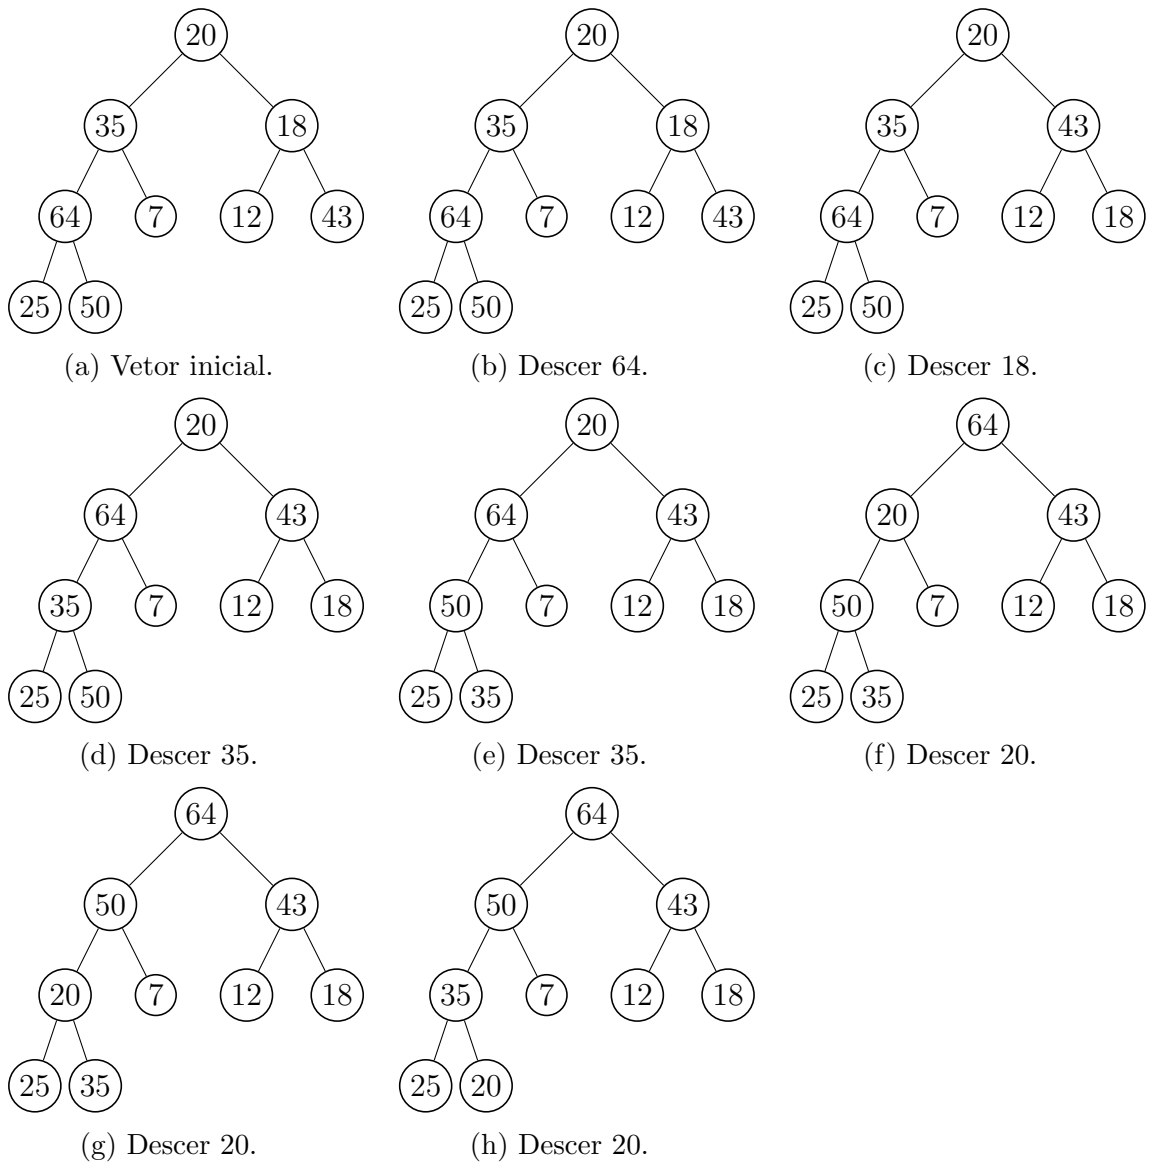 20 20 20
35 18 35 18 35 43
64 7 12 43 64 7 12 43 64 7 12 18
25 50 25 50 25 50
(a) Vetor inicial. (b) Descer 64. (c) Descer 18.
20 20 64
64 43 64 43 20 43
35 7 12 18 50 7 12 18 50 7 12 18
25 50 25 35 25 35
(d) Descer 35. (e) Descer 35. (f) Descer 20.
64 64
50 43 50 43
20 7 12 18 35 7 12 18
25 35 25 20
(g) Descer 20. (h) Descer 20.